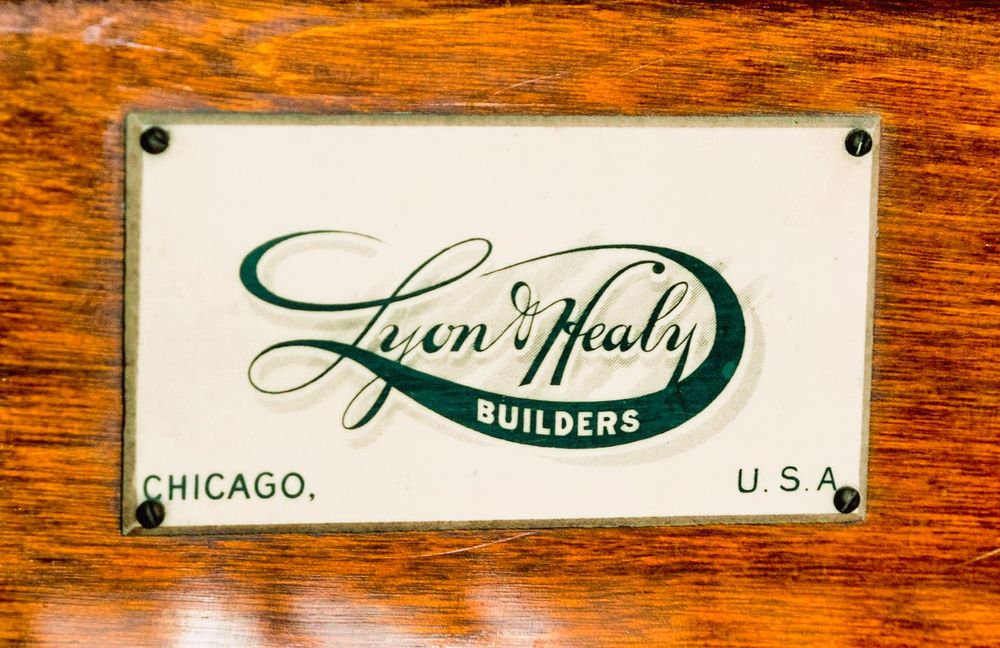 Lyon & Healy
BUILDERS
CHICAGO, U.S.A.